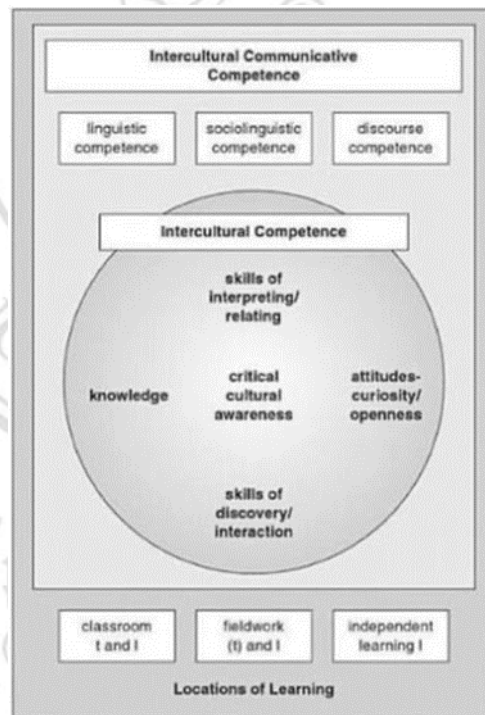 Intercultural Communicative
Competence
linguistic
competence
sociolinguistic
competence
discourse
competence
Intercultural Competence
skills of
interpreting/
relating
knowledge
critical
cultural
awareness
attitudes-
curiosity/
openness
skills of
discovery/
interaction
classroom
t and l
fieldwork
(t) and l
independent
learning l
Locations of Learning